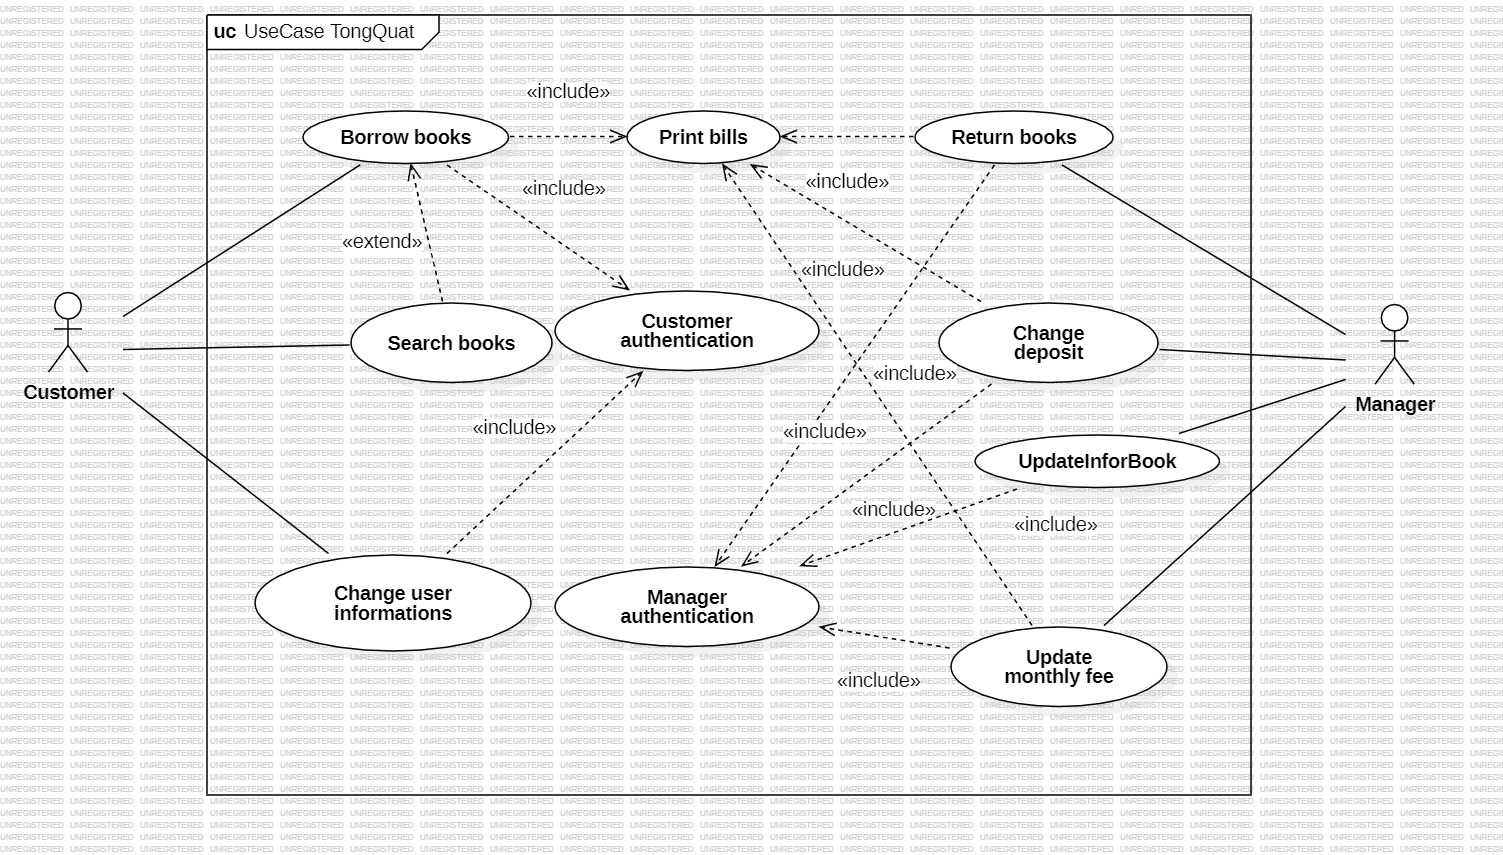 uc UseCase TongQuat
«include»
Borrow books
Print bills
Return books
«include»
«include»
«extend»
«include»
Customer
authentication
Search books
Change
deposit
«include»
Customer
Manager
«include»
«include»
UpdateInforBook
«include»
«include»
Change user
informations
Manager
authentication
Update
monthly fee
«include»
UNREGISTERED